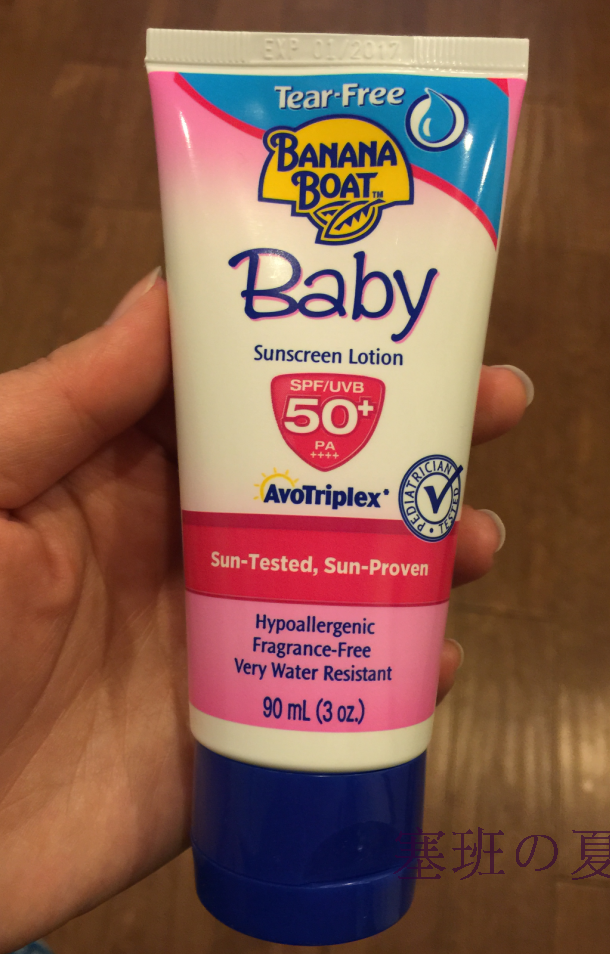 EXP 01/2017
Tear-Free
BANANA
BOAT™
Baby
Sunscreen Lotion
SPF/UVB
50+
PA
++++
AvoTriplex*
PEDIATRICIAN • TESTED •
Sun-Tested, Sun-Proven
Hypoallergenic
Fragrance-Free
Very Water Resistant
90 mL (3 oz.)
塞班の夏